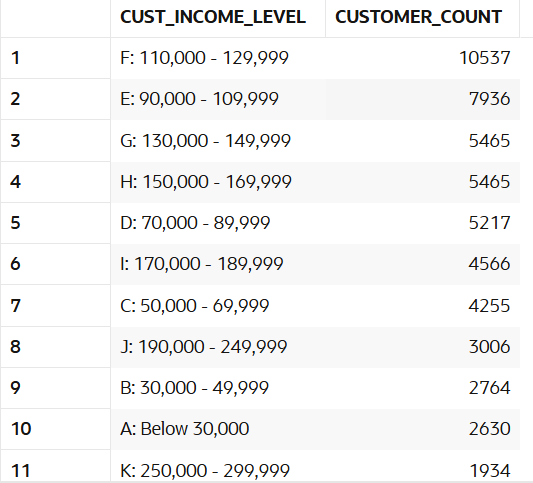 CUST_INCOME_LEVEL CUSTOMER_COUNT
1 F: 110,000 - 129,999 10537
2 E: 90,000 - 109,999 7936
3 G: 130,000 - 149,999 5465
4 H: 150,000 - 169,999 5465
5 D: 70,000 - 89,999 5217
6 I: 170,000 - 189,999 4566
7 C: 50,000 - 69,999 4255
8 J: 190,000 - 249,999 3006
9 B: 30,000 - 49,999 2764
10 A: Below 30,000 2630
11 K: 250,000 - 299,999 1934